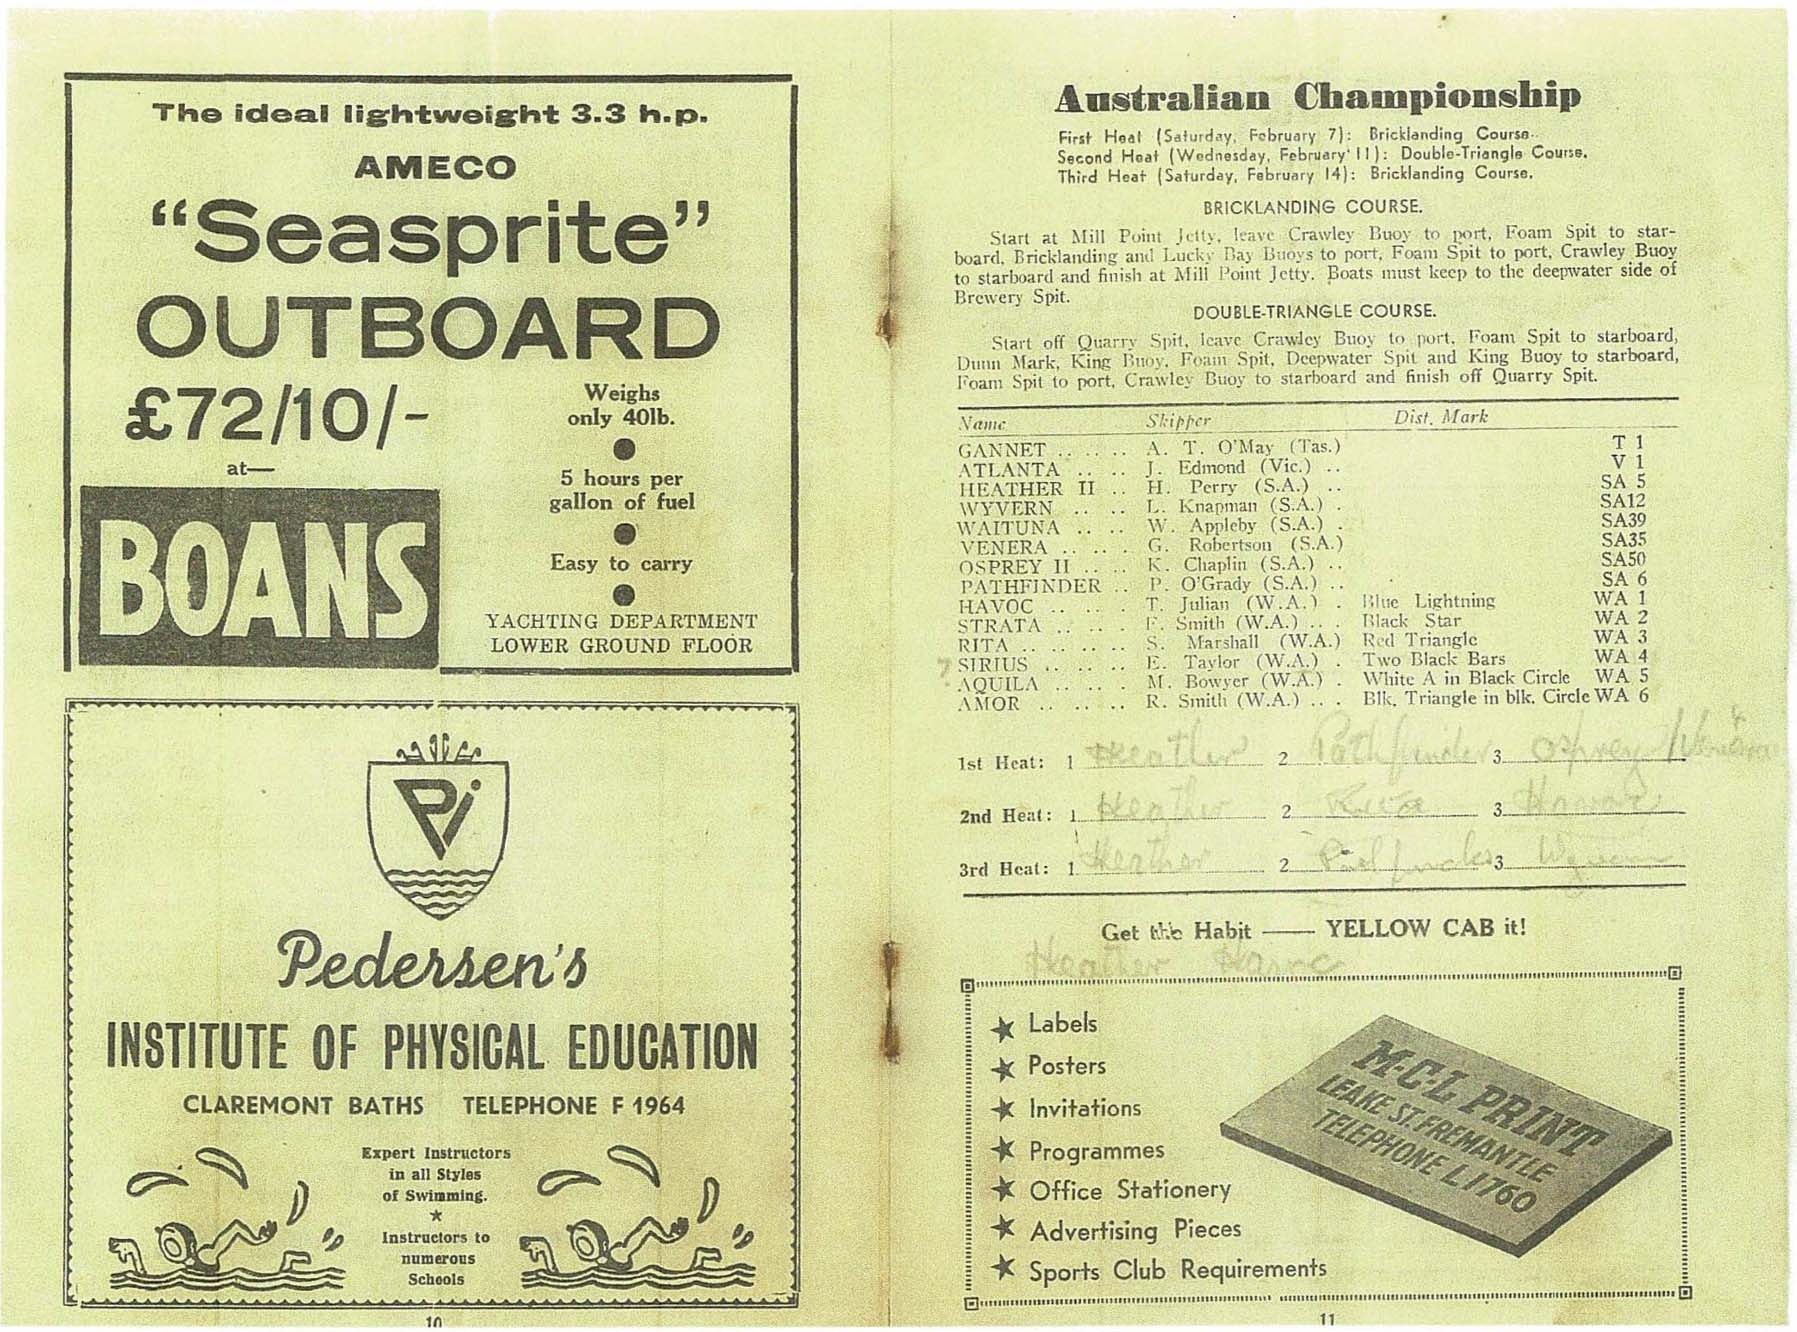 The ideal lightweight 3.3 h.p.
AMECO
“Seasprite”
OUTBOARD
£72/10/-
at—
BOANS
Weighs
only 40lb.
5 hours per
gallon of fuel
Easy to carry
YACHTING DEPARTMENT
LOWER GROUND FLOOR
Pedersen's
INSTITUTE OF PHYSICAL EDUCATION
CLAREMONT BATHS TELEPHONE F 1964
Expert Instructors
in all Styles
of Swimming.
Instructors to
numerous
Schools
10
Australian Championship
First Heat (Saturday, February 7): Bricklanding Course.
Second Heat (Wednesday, February 11): Double-Triangle Course.
Third Heat (Saturday, February 14): Bricklanding Course.
BRICKLANDING COURSE.
Start at Mill Point Jetty, leave Crawley Buoy to port, Foam Spit to star-
board, Bricklanding and Lucky Bay Buoys to port, Foam Spit to port, Crawley Buoy
to starboard and finish at Mill Point Jetty. Boats must keep to the deepwater side of
Brewery Spit.
DOUBLE-TRIANGLE COURSE.
Start off Quarry Spit, leave Crawley Buoy to port, Foam Spit to starboard,
Dunn Mark, King Buoy, Foam Spit, Deepwater Spit and King Buoy to starboard,
Foam Spit to port, Crawley Buoy to starboard and finish off Quarry Spit.
Name Skipper Dist. Mark
GANNET .. .. .. A. T. O'May (Tas.) T 1
ATLANTA .. .. .. J. Edmond (Vic.) .. V 1
HEATHER II .. H. Perry (S.A.) .. SA 5
WYVERN .. .. .. L. Knapman (S.A.) . SA12
WAITUNA .. .. .. W. Appleby (S.A.) . SA39
VENERA .. .. .. G. Robertson (S.A.) SA35
OSPREY II .. .. K. Chaplin (S.A.) .. SA50
PATHFINDER .. P. O'Grady (S.A.) .. SA 6
HAVOC .. .. .. T. Julian (W.A.) . Blue Lightning WA 1
STRATA .. .. .. F. Smith (W.A.) .. . Black Star WA 2
RITA .. .. .. .. S. Marshall (W.A.) Red Triangle WA 3
SIRIUS .. .. .. E. Taylor (W.A.) . Two Black Bars WA 4
AQUILA .. .. .. M. Bowyer (W.A.) . White A in Black Circle WA 5
AMOR .. .. .. R. Smith (W.A.) .. . Blk. Triangle in blk. Circle WA 6
1st Heat: 1 Heather 2 Pathfinder 3 Osprey
2nd Heat: 1 Heather 2 Rita 3
3rd Heat: 1 Heather 2 3
Get the Habit —— YELLOW CAB it!
Heather
Labels
Posters
Invitations
Programmes
Office Stationery
Advertising Pieces
Sports Club Requirements
M·C·L PRINT
LEAKE ST. FREMANTLE
TELEPHONE L1760
11